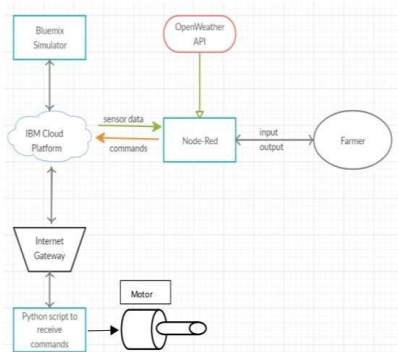 Bluemix
Simulator
OpenWeather
API
IBM Cloud
Platform
sensor data
commands
Node-Red
input
output
Farmer
Internet
Gateway
Motor
Python script to
receive
commands